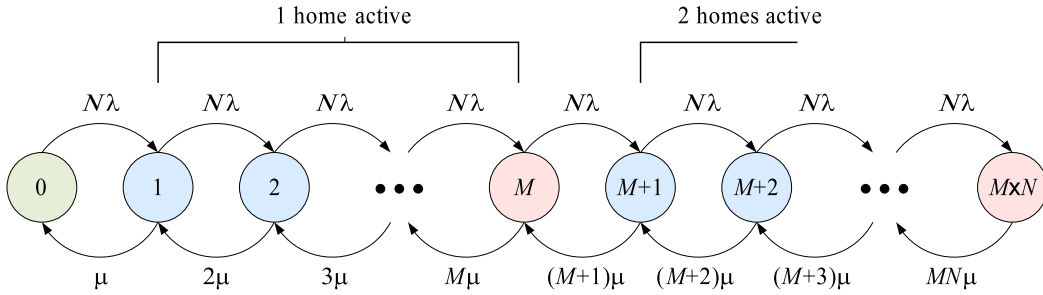 1 home active 2 homes active
Nλ Nλ Nλ Nλ Nλ Nλ Nλ Nλ
0 1 2 ••• M M+1 M+2 ••• MxN
μ 2μ 3μ Mμ (M+1)μ (M+2)μ (M+3)μ MNμ